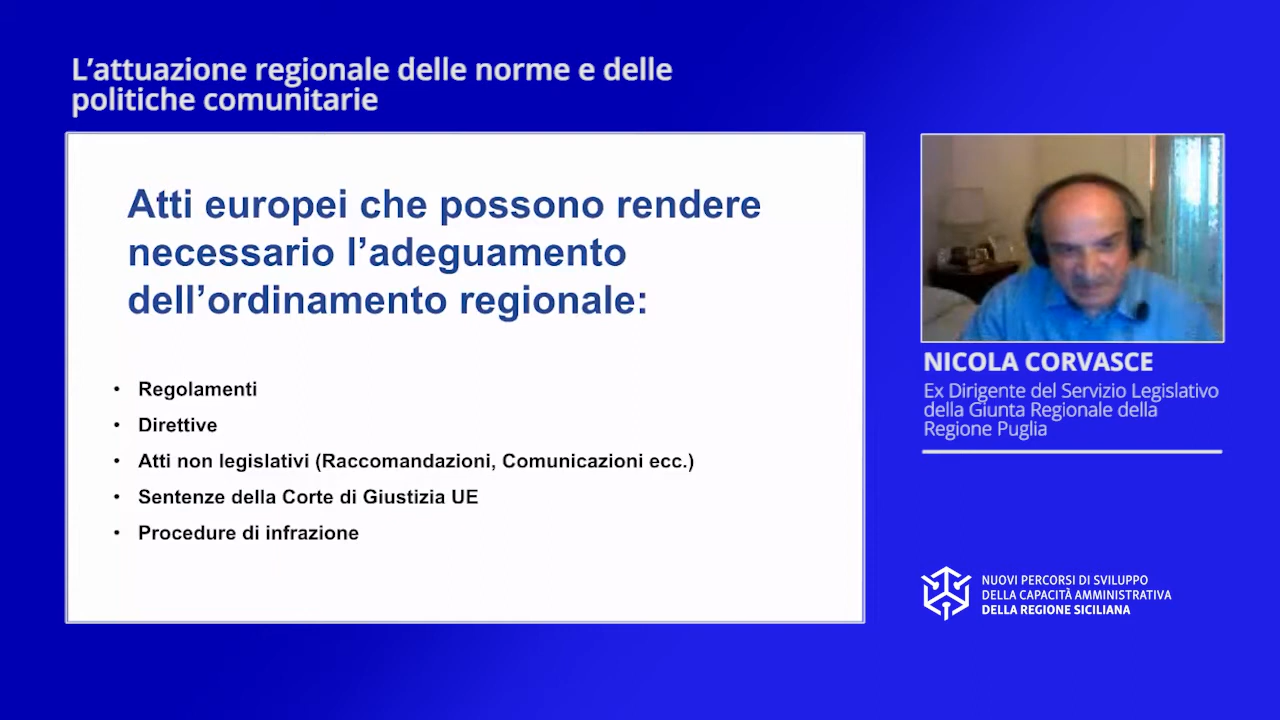 L’attuazione regionale delle norme e delle
politiche comunitarie
Atti europei che possono rendere
necessario l’adeguamento
dell’ordinamento regionale:
• Regolamenti
• Direttive
• Atti non legislativi (Raccomandazioni, Comunicazioni ecc.)
• Sentenze della Corte di Giustizia UE
• Procedure di infrazione
NICOLA CORVASCE
Ex Dirigente del Servizio Legislativo
della Giunta Regionale della
Regione Puglia
NUOVI PERCORSI DI SVILUPPO
DELLA CAPACITÀ AMMINISTRATIVA
DELLA REGIONE SICILIANA